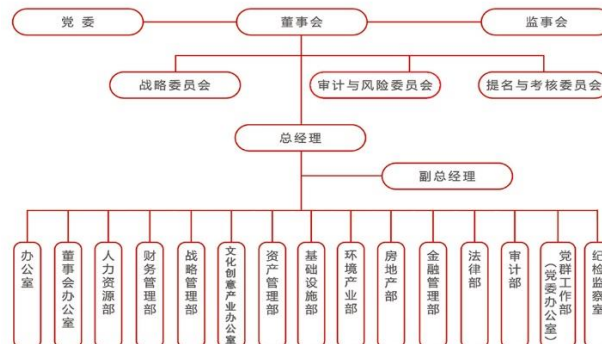 党委
董事会
监事会
战略委员会
审计与风险委员会
提名与考核委员会
总经理
副总经理
办公室
董事会办公室
人力资源部
财务管理部
战略管理部
文化创意产业办公室
资产管理部
基础设施部
环境产业部
房地产部
金融管理部
法律部
审计部
党群工作部
（党委办公室）
纪检监察室